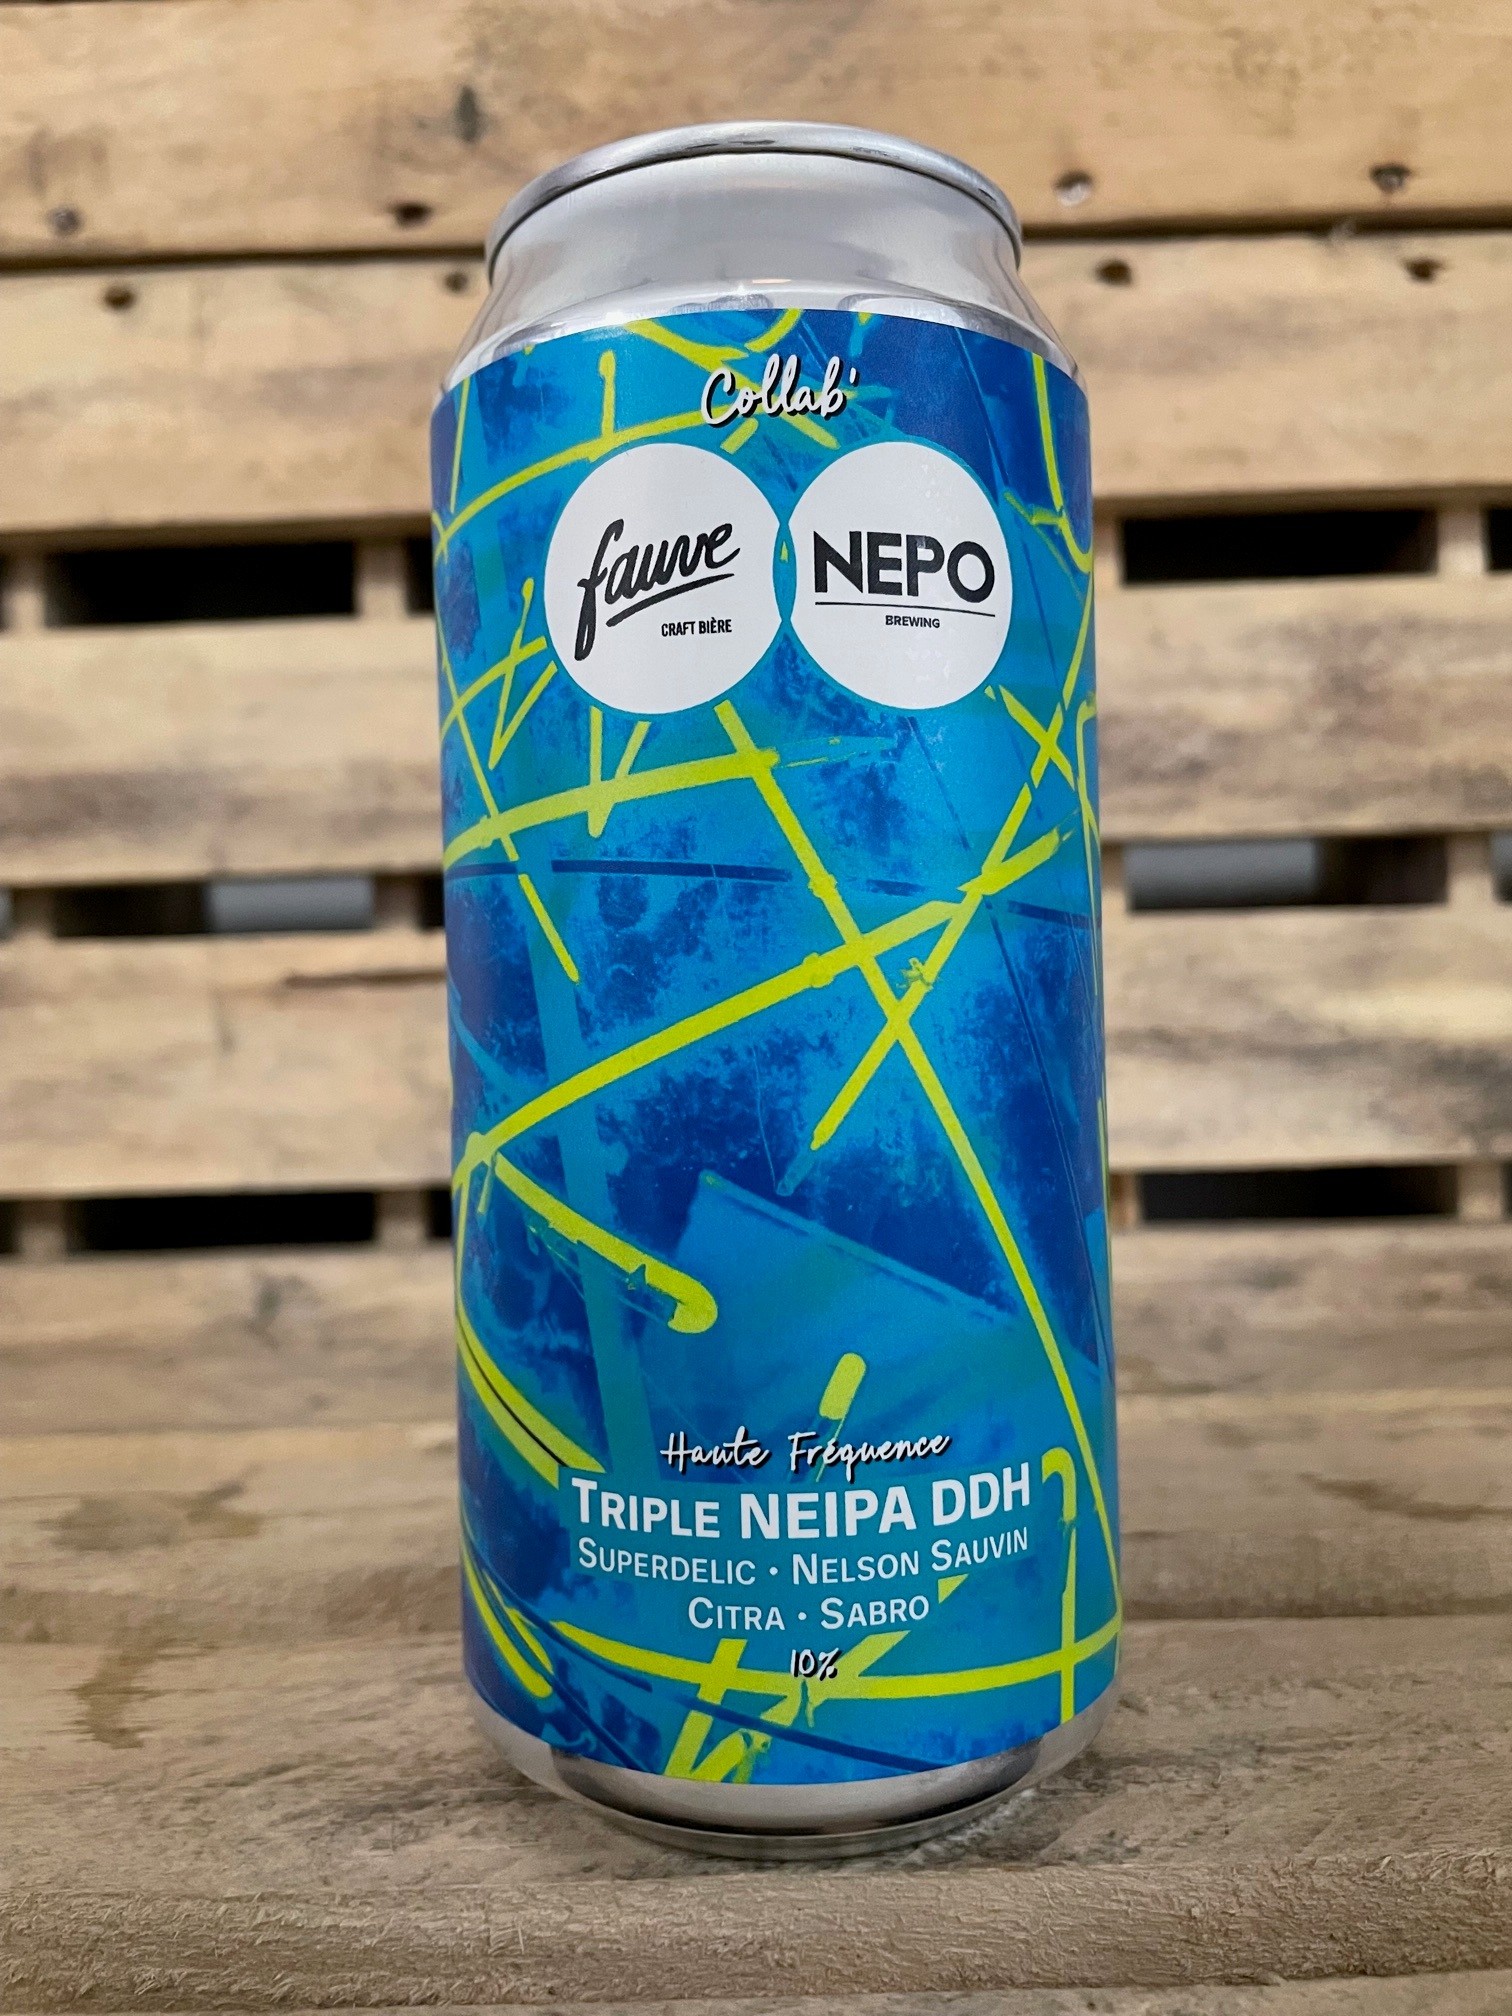 Collab'
fauve
CRAFT BIÈRE
NEPO
BREWING
Haute Fréquence
TRIPLE NEIPA DDH
SUPERDELIC • NELSON SAUVIN
CITRA • SABRO
10%